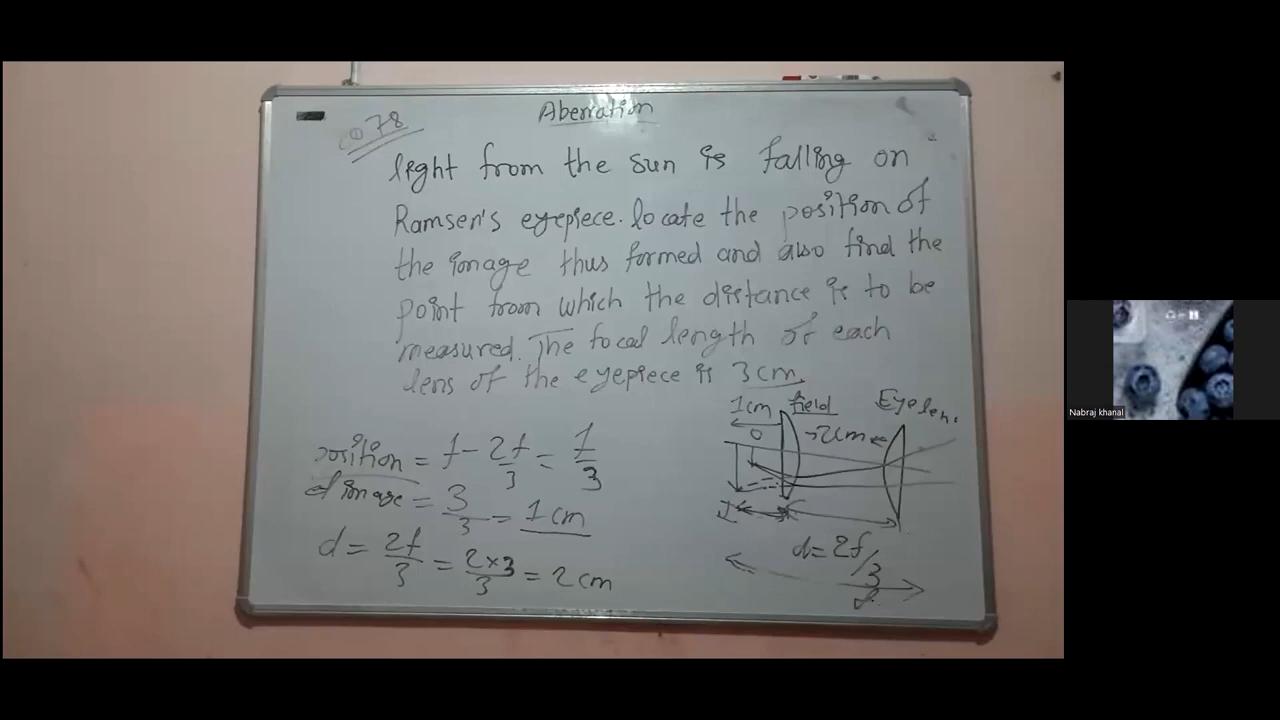 Aberration
078
light from the sun is falling on
Ramsen's eyepiece. locate the position of
the image thus formed and also find the
point from which the distance is to be
measured. The focal length of each
lens of the eyepiece is 3cm.
position = f - 2f/3 = f/3
of image = 3/3 = 1cm
d = 2f/3 = 2×3/3 = 2cm
1cm field Eye lens
O 2cm
I
d = 2f/3
f
Nabraj khanal